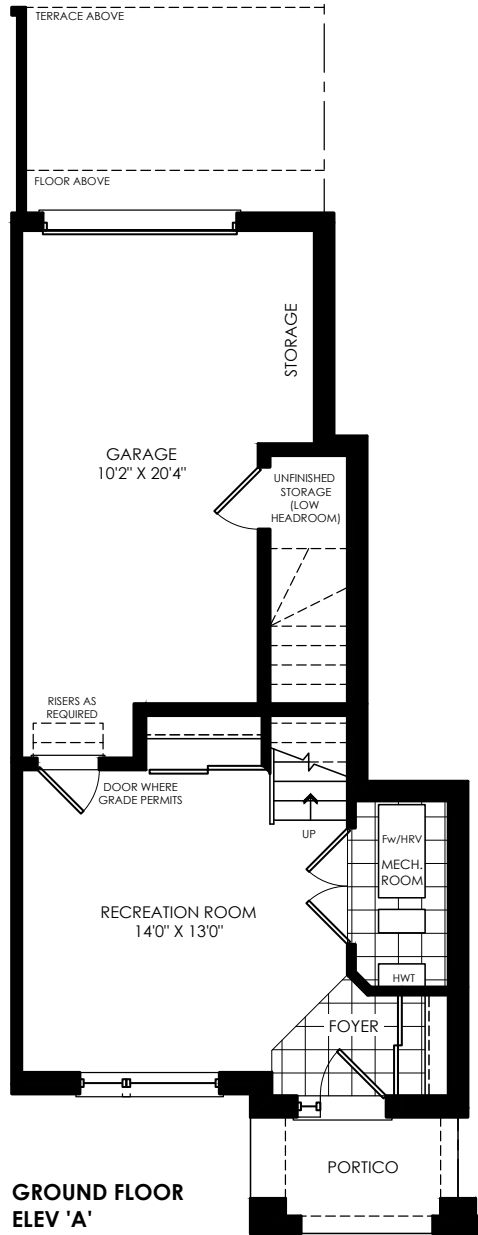 TERRACE ABOVE
FLOOR ABOVE
STORAGE
GARAGE
10'2" X 20'4"
UNFINISHED
STORAGE
(LOW
HEADROOM)
RISERS AS
REQUIRED
DOOR WHERE
GRADE PERMITS
UP
Fw/HRV
MECH.
ROOM
RECREATION ROOM
14'0" X 13'0"
HWT
FOYER
PORTICO
GROUND FLOOR
ELEV 'A'